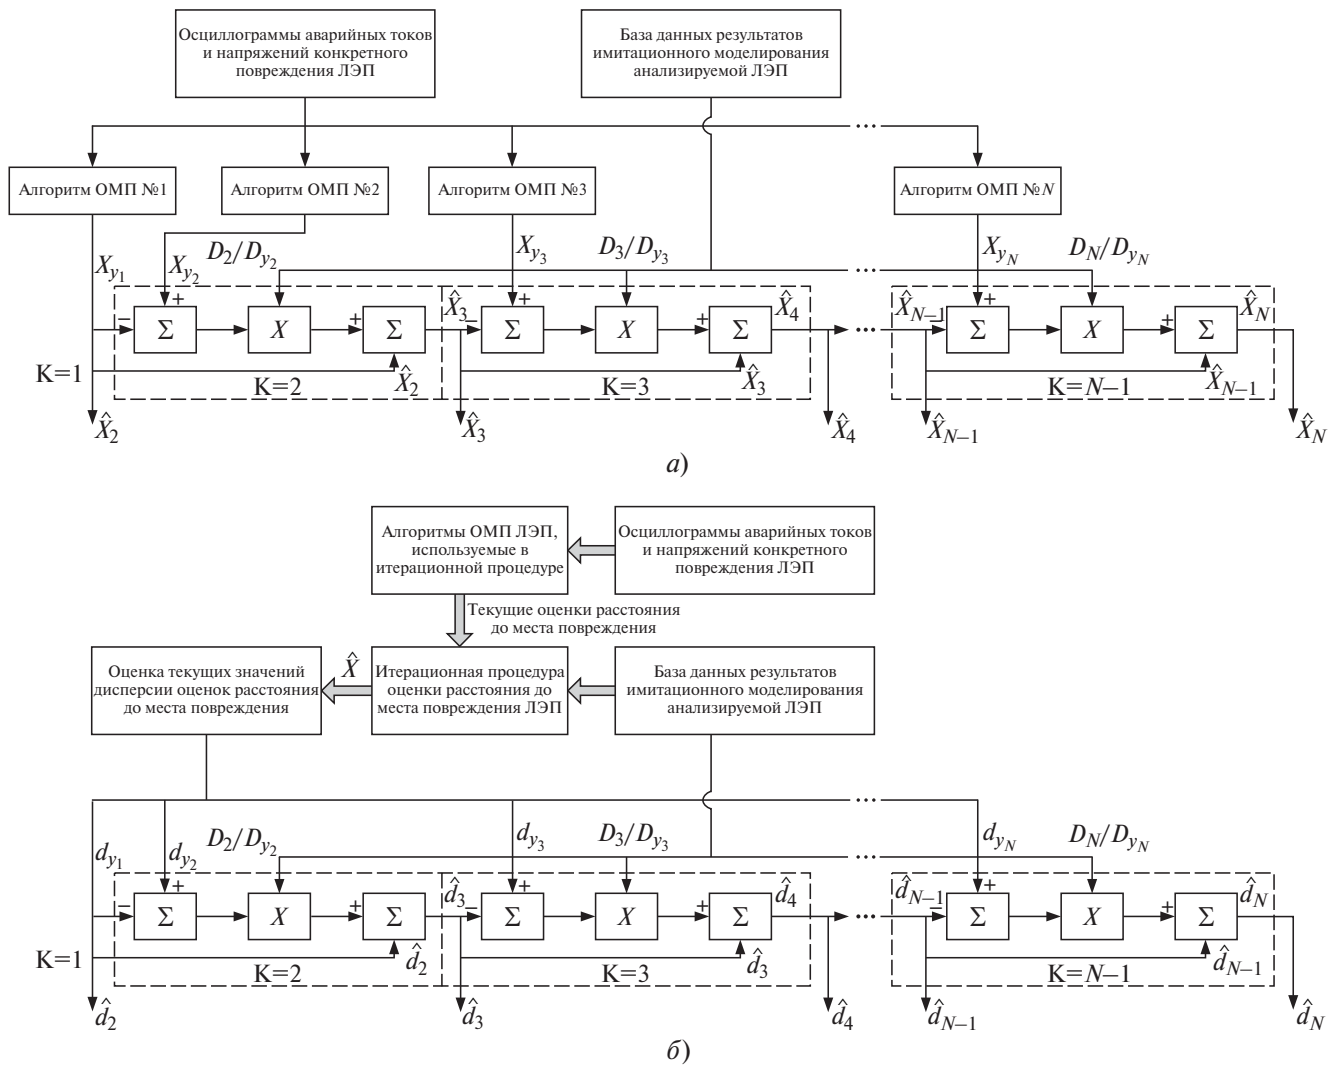 Осциллограммы аварийных токов
и напряжений конкретного
повреждения ЛЭП
База данных результатов
имитационного моделирования
анализируемой ЛЭП
...
Алгоритм ОМП №1
Алгоритм ОМП №2
Алгоритм ОМП №3
Алгоритм ОМП №N
X_{y_1}
X_{y_2}
D_2/D_{y_2}
X_{y_3}
D_3/D_{y_3}
X_{y_N}
D_N/D_{y_N}
...
− + Σ X + Σ X̂_3 − + Σ X + Σ X̂_4 ... X̂_{N−1} − + Σ X + Σ X̂_N
K=1 K=2 X̂_2 K=3 X̂_3 K=N−1 X̂_{N−1}
X̂_2 X̂_3 X̂_4 X̂_{N−1} X̂_N
а)
Алгоритмы ОМП ЛЭП,
используемые в
итерационной процедуре
Осциллограммы аварийных токов
и напряжений конкретного
повреждения ЛЭП
Текущие оценки расстояния
до места повреждения
Оценка текущих значений
дисперсии оценок расстояния
до места повреждения
X̂
Итерационная процедура
оценки расстояния до
места повреждения ЛЭП
База данных результатов
имитационного моделирования
анализируемой ЛЭП
...
d_{y_1}
d_{y_2}
D_2/D_{y_2}
d_{y_3}
D_3/D_{y_3}
d_{y_N}
D_N/D_{y_N}
...
− + Σ X + Σ d̂_3 − + Σ X + Σ d̂_4 ... d̂_{N−1} − + Σ X + Σ d̂_N
K=1 K=2 d̂_2 K=3 d̂_3 K=N−1 d̂_{N−1}
d̂_2 d̂_3 d̂_4 d̂_{N−1} d̂_N
б)